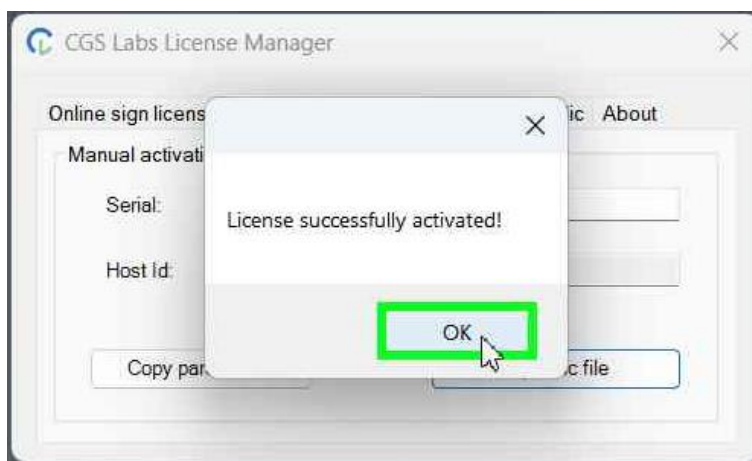 CGS Labs License Manager
Online sign licens ic About
Manual activati
Serial:
License successfully activated!
Host Id:
OK
Copy par c file